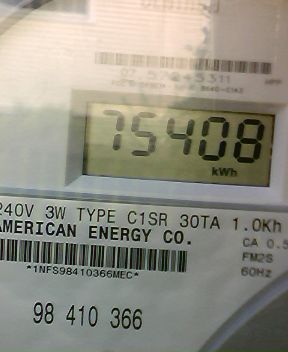 75408
kWh
240V 3W TYPE C1SR 30TA 1.0Kh
AMERICAN ENERGY CO.
CA 0.5
FM2S
60Hz
*1NFS98410366MEC*
98 410 366